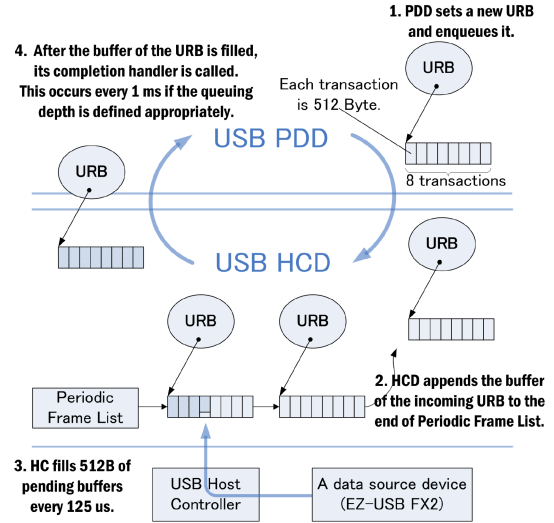 1. PDD sets a new URB
and enqueues it.
4. After the buffer of the URB is filled,
its completion handler is called.
This occurs every 1 ms if the queuing
depth is defined appropriately.
URB
Each transaction
is 512 Byte.
USB PDD
8 transactions
URB
USB HCD
URB
URB
URB
Periodic
Frame List
2. HCD appends the buffer
of the incoming URB to the
end of Periodic Frame List.
3. HC fills 512B of
pending buffers
every 125 us.
USB Host
Controller
A data source device
(EZ-USB FX2)